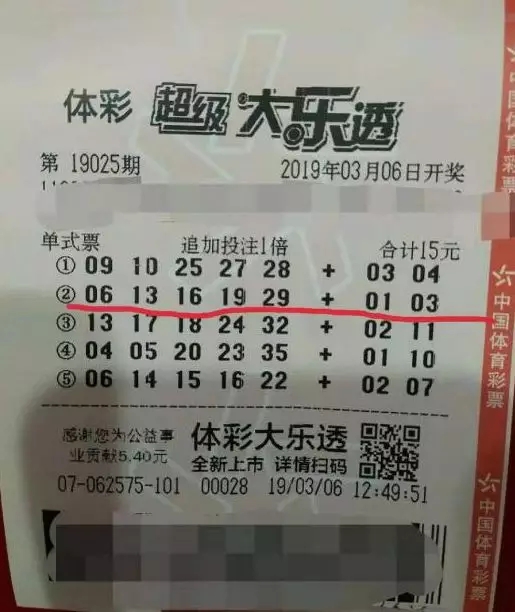 体彩 超级大乐透
第 19025期 2019年03月06日开奖
单式票 追加投注1倍 合计15元
① 09 10 25 27 28 + 03 04
② 06 13 16 19 29 + 01 03
③ 13 17 18 24 32 + 02 11
④ 04 05 20 23 35 + 01 10
⑤ 06 14 15 16 22 + 02 07
感谢您为公益事
业贡献5.40元
体彩大乐透
全新上市 详情扫码
07-062575-101 00028 19/03/06 12:49:51
中国体育彩票
中国体育彩票
中国体育彩票